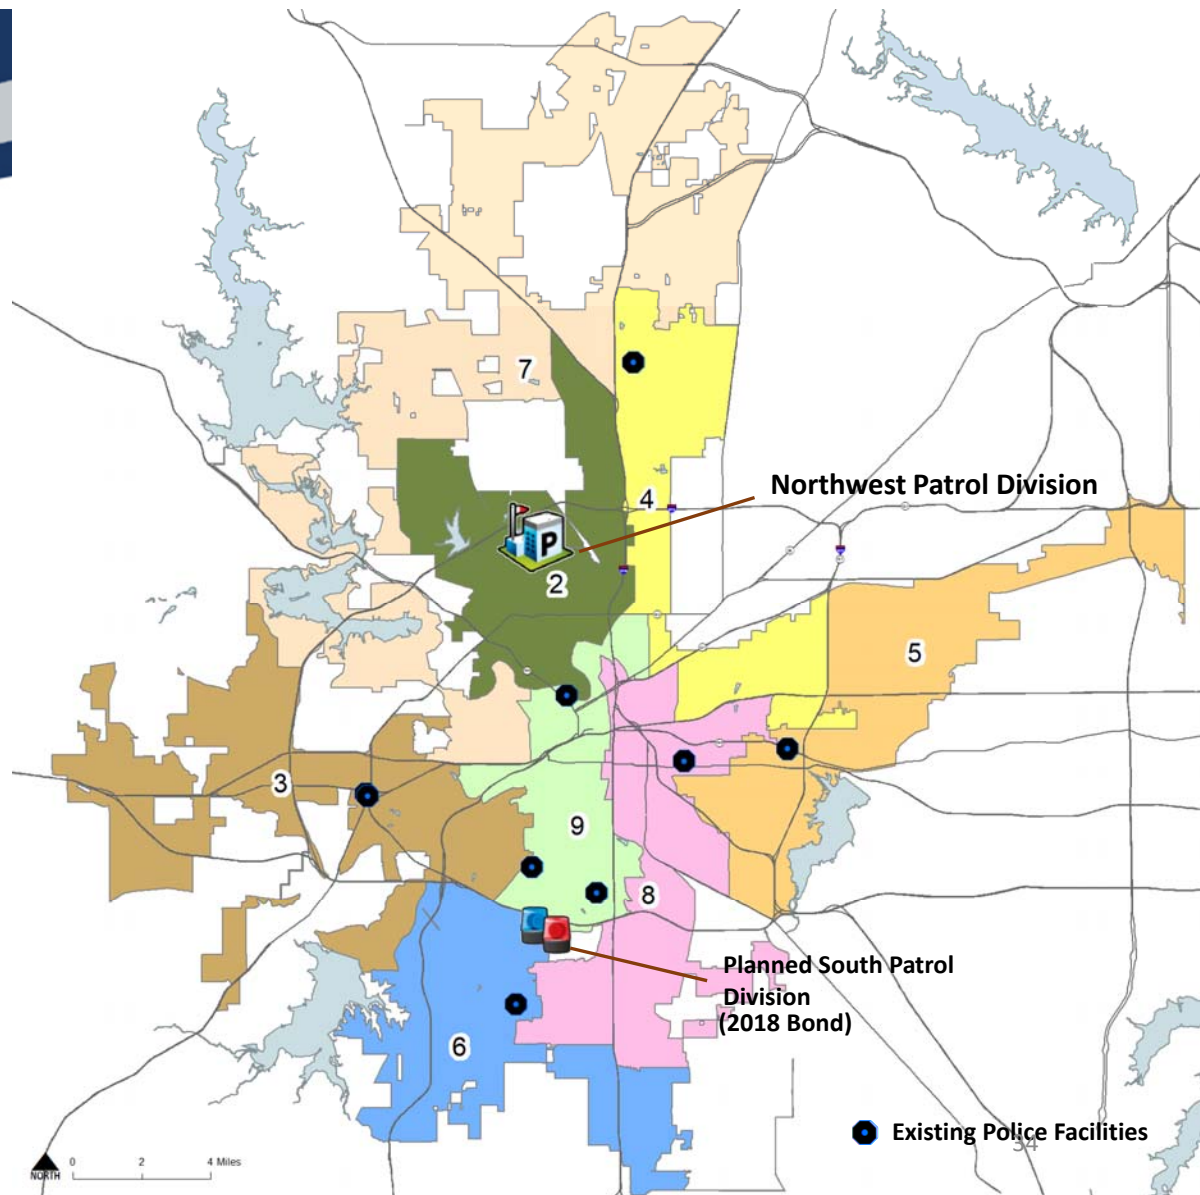 7
4
Northwest Patrol Division
P
2
5
3
9
8
Planned South Patrol
Division
(2018 Bond)
6
Existing Police Facilities
34
NORTH
0 2 4 Miles